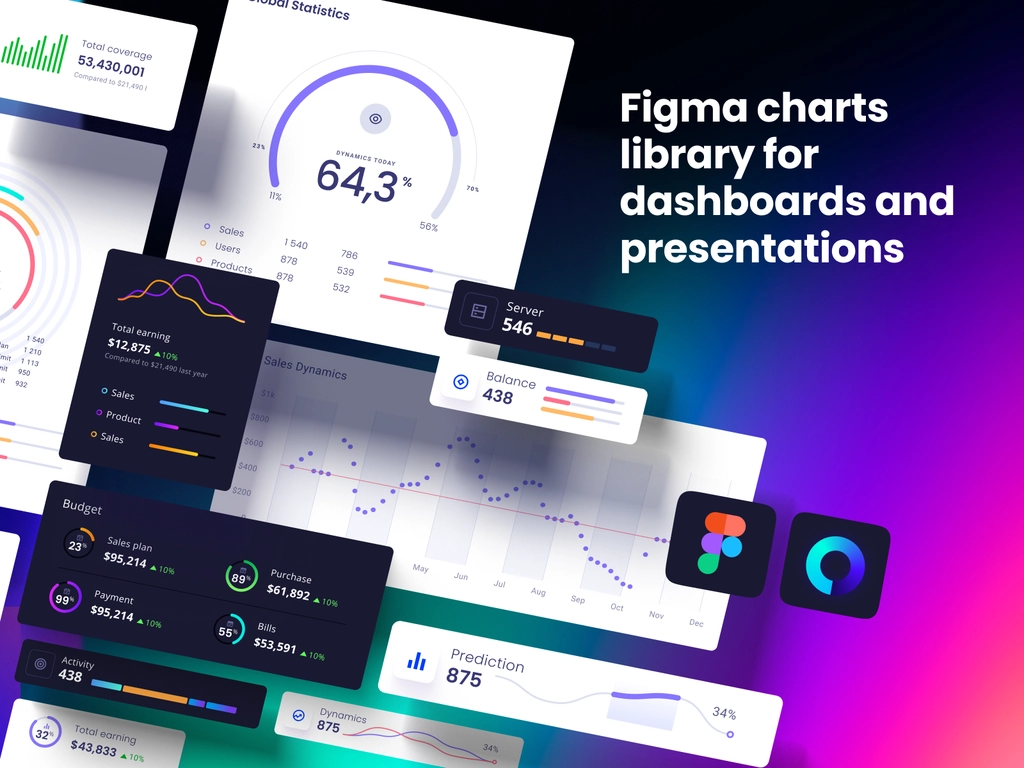 Figma charts
library for
dashboards and
presentations
Total coverage
53,430,001
Compared to $21,490
Global Statistics
DYNAMICS TODAY
64,3%
23%
11%
56%
70%
Sales 1 540 786
Users 878 539
Products 878 532
1 540
1 210
1 113
950
932
Total earning
$12,875 ▲10%
Compared to $21,490 last year
Sales
Product
Sales
Server
546
Balance
438
Sales Dynamics
$1k
$800
$600
$400
$200
0
May Jun Jul Aug Sep Oct Nov Dec
Budget
23% Sales plan
$95,214 ▲10%
89% Purchase
$61,892 ▲10%
99% Payment
$95,214 ▲10%
55% Bills
$53,591 ▲10%
Activity
438
Prediction
875
34%
Dynamics
875
34%
32% Total earning
$43,833 ▲10%